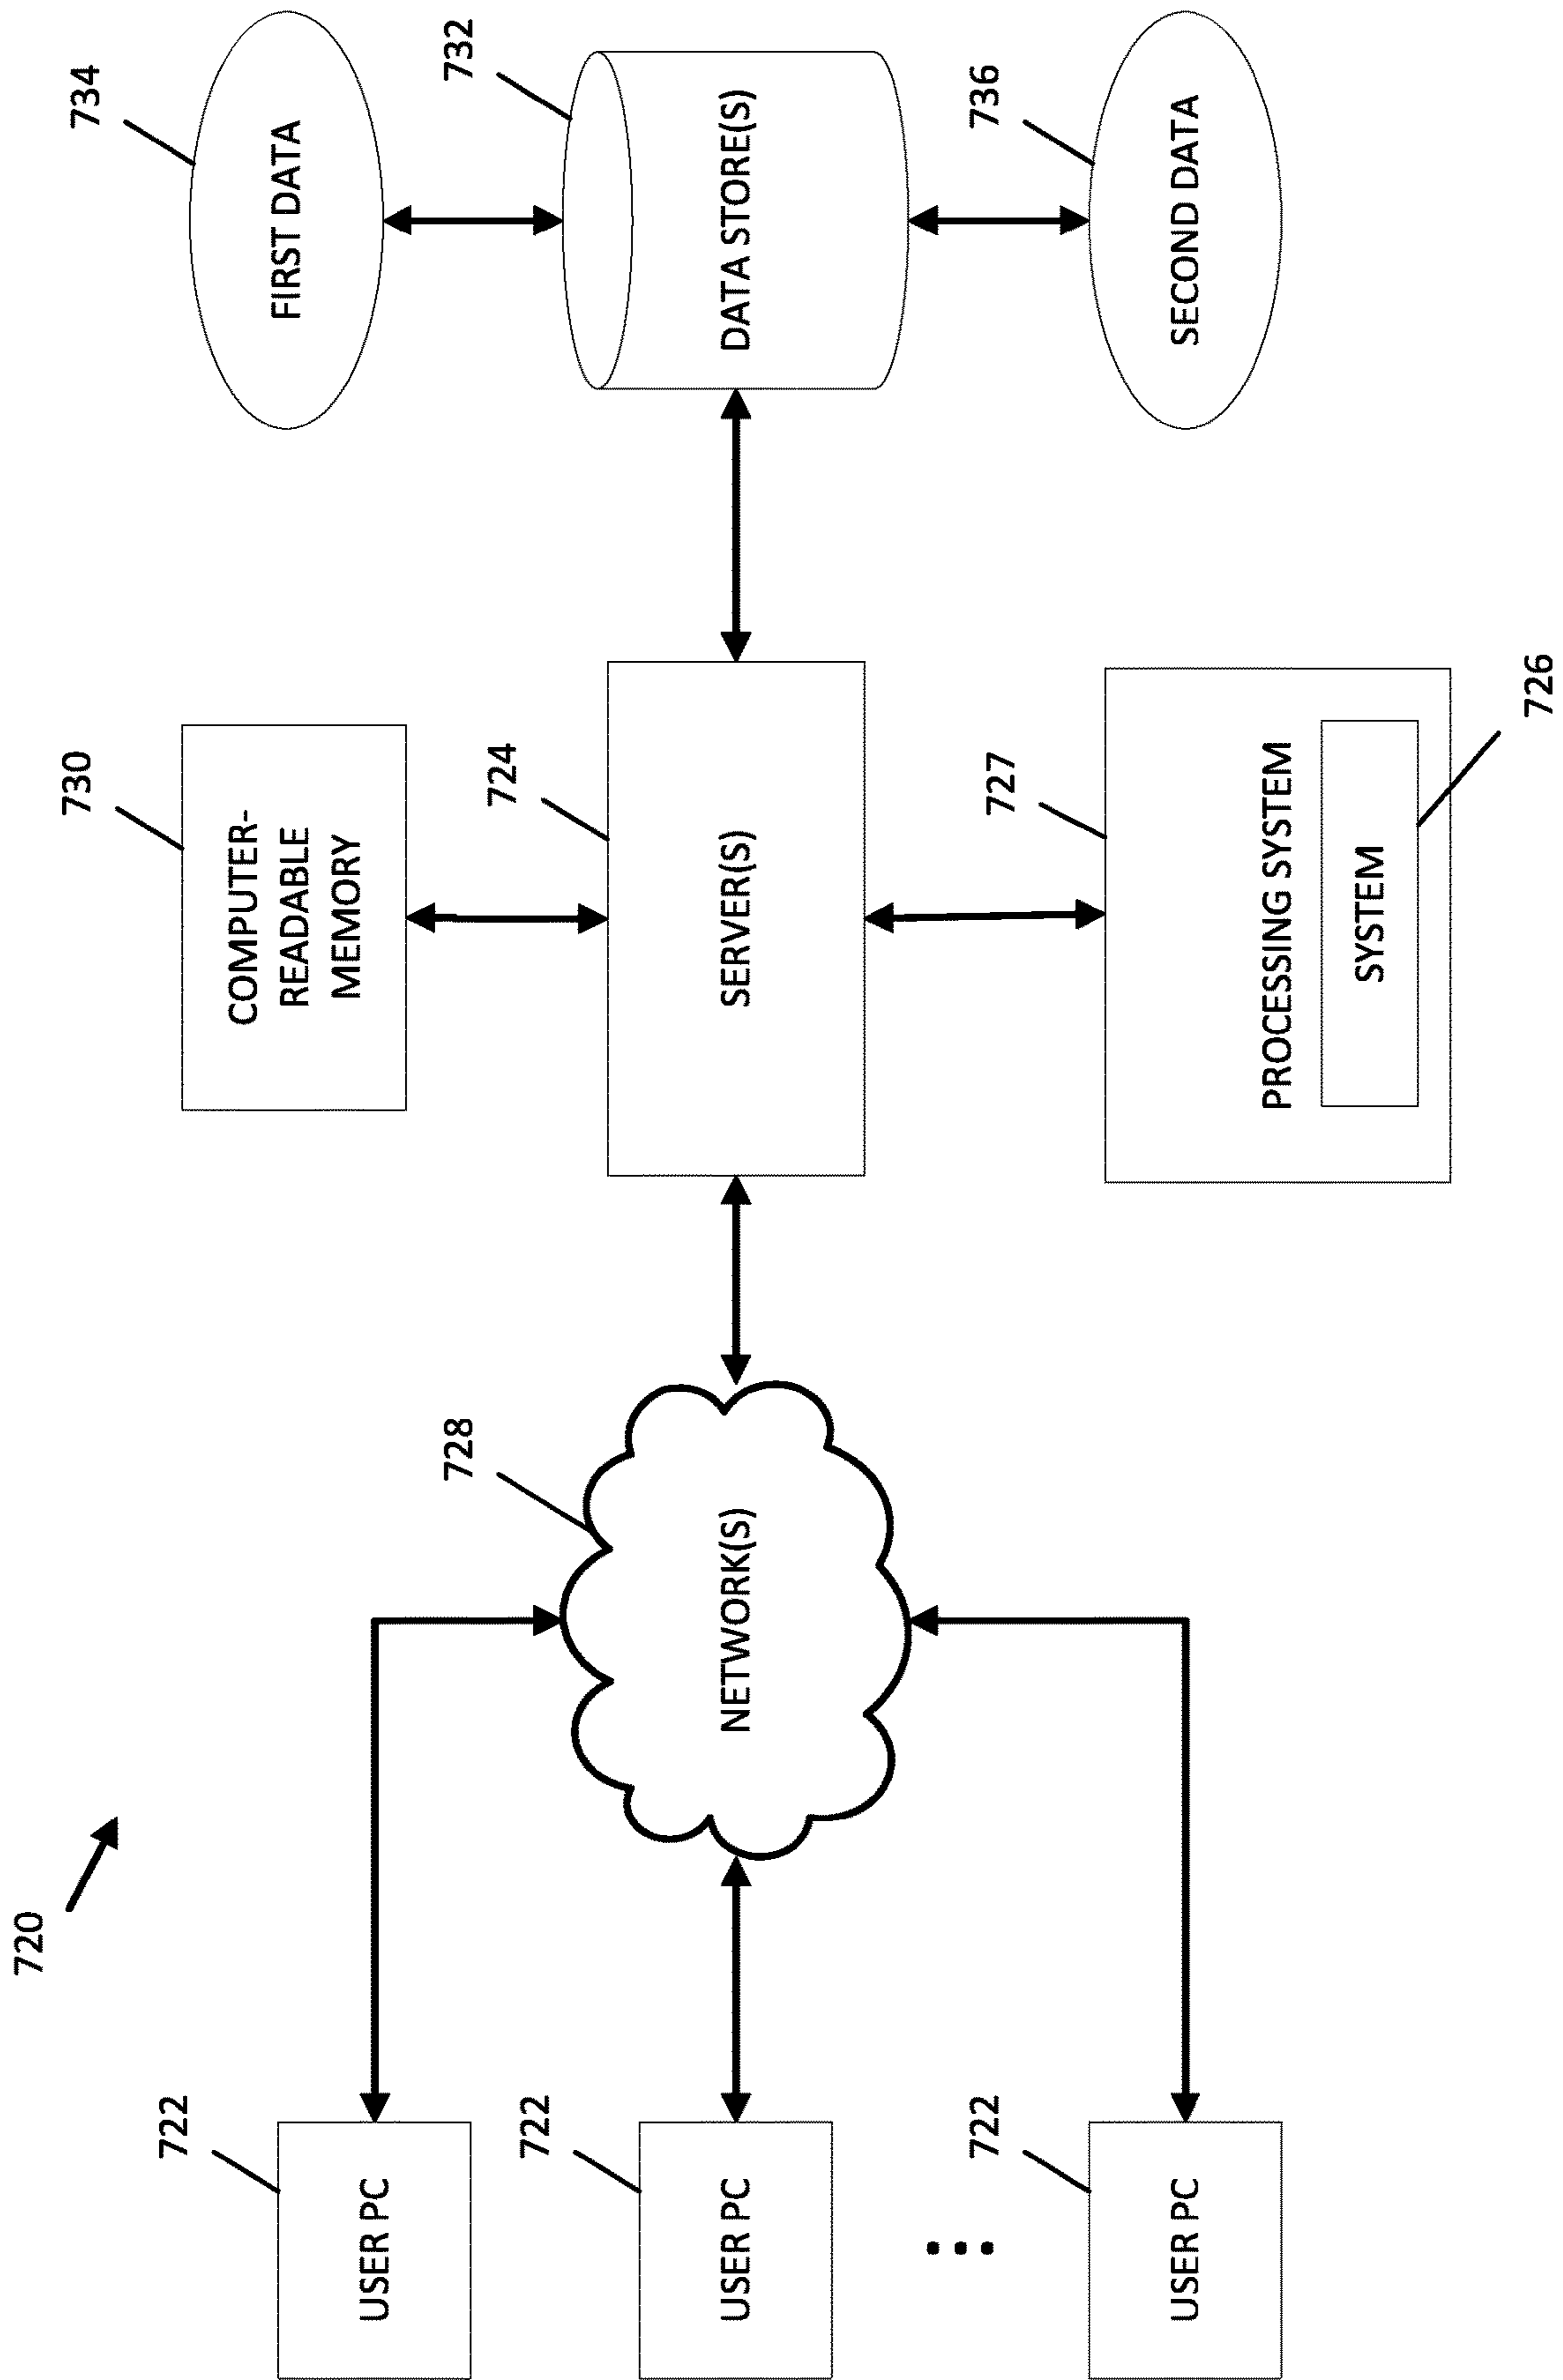 720
722
USER PC
722
USER PC
722
USER PC
728
NETWORK(S)
730
COMPUTER-
READABLE
MEMORY
724
SERVER(S)
727
PROCESSING SYSTEM
SYSTEM
726
734
FIRST DATA
732
DATA STORE(S)
736
SECOND DATA